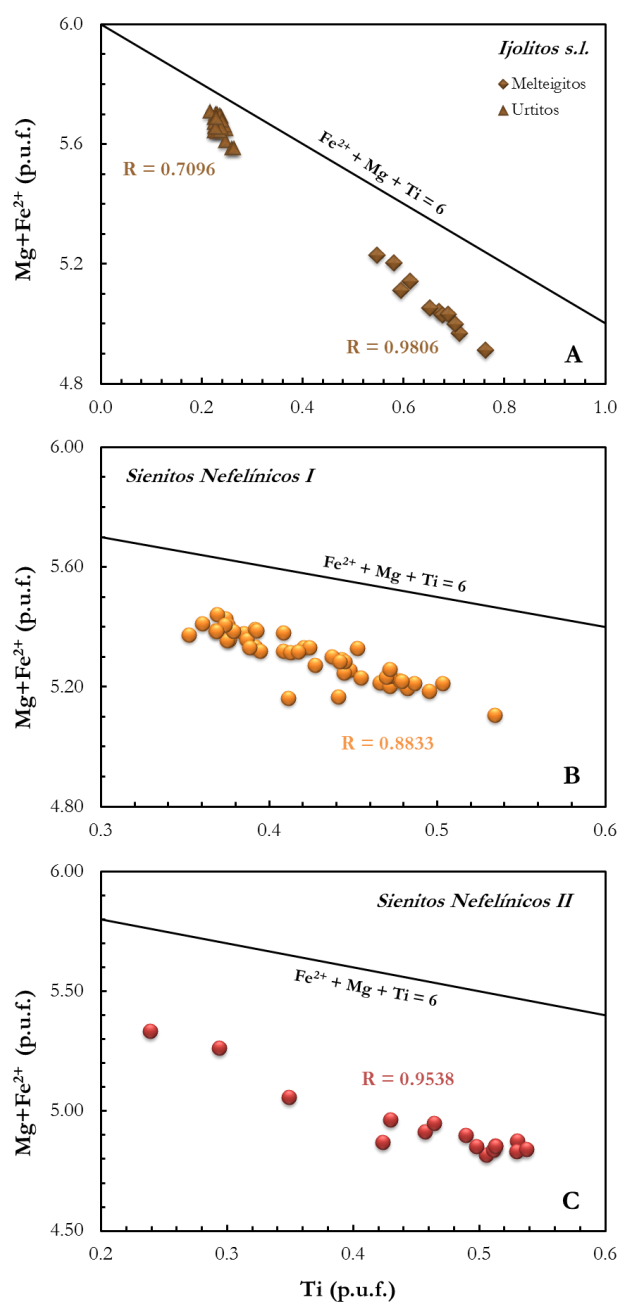 6.0
Ijolitos s.l.
Melteigitos
Urtitos
5.6
Fe²⁺ + Mg + Ti = 6
R = 0.7096
Mg+Fe²⁺ (p.u.f.)
5.2
R = 0.9806
A
4.8
0.0 0.2 0.4 0.6 0.8 1.0
6.00
Sienitos Nefelínicos I
5.60
Fe²⁺ + Mg + Ti = 6
Mg+Fe²⁺ (p.u.f.)
5.20
R = 0.8833
B
4.80
0.3 0.4 0.5 0.6
6.00
Sienitos Nefelínicos II
5.50
Fe²⁺ + Mg + Ti = 6
R = 0.9538
Mg+Fe²⁺ (p.u.f.)
5.00
C
4.50
0.2 0.3 0.4 0.5 0.6
Ti (p.u.f.)